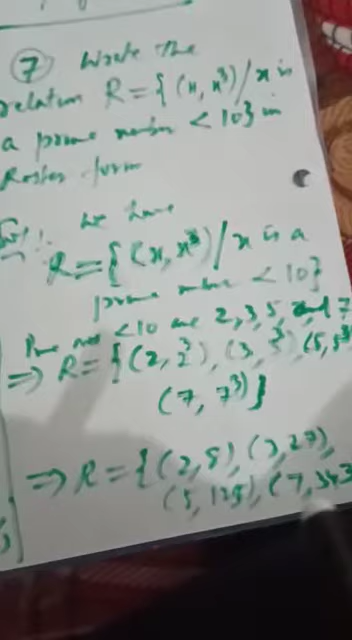 (7) Write the
relation R = {(x, x³)/x is
a prime number < 10} in
Roster form
Sol: we have
R = {(x, x³)/x is a
prime number < 10}
Prime nos <10 are 2, 3, 5, and 7
⇒ R = {(2, 2³), (3, 3³), (5, 5³)
(7, 7³)}
⇒ R = {(2, 8), (3, 27),
(5, 125), (7, 343